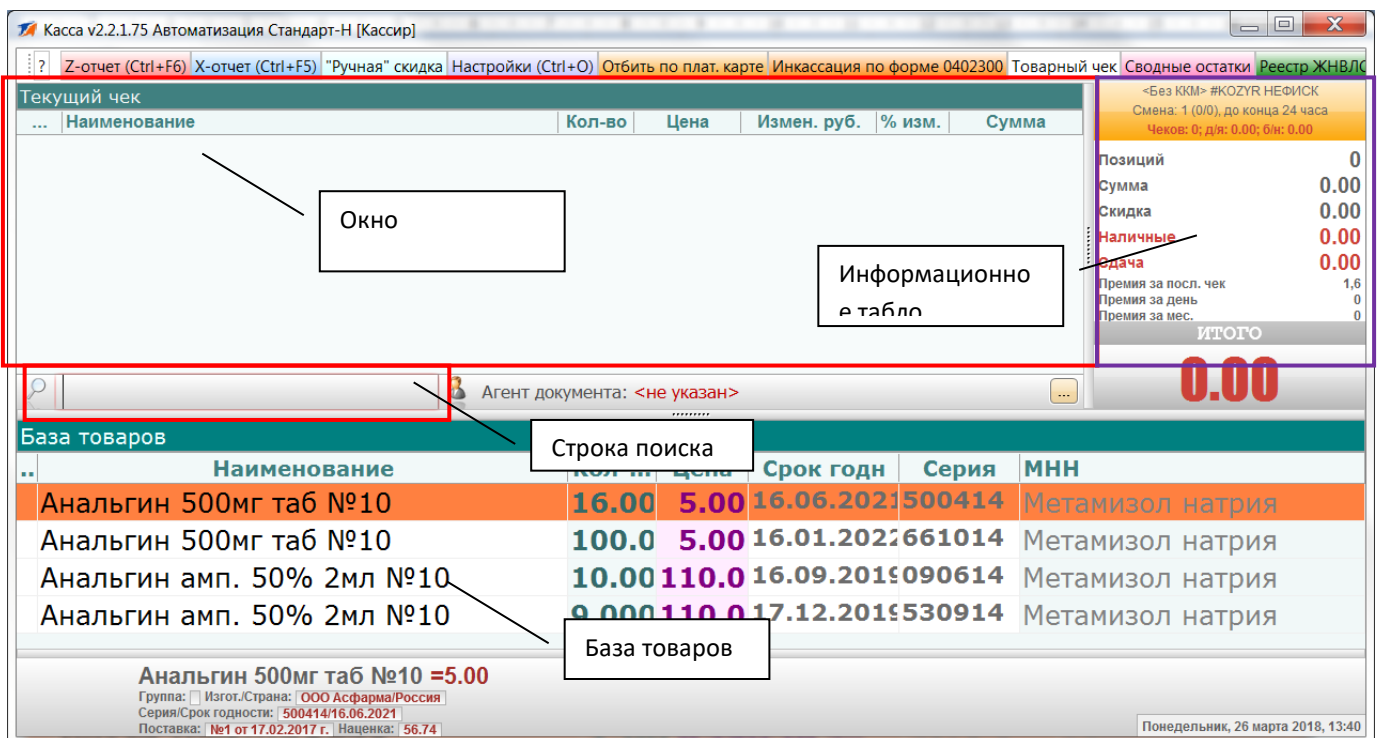 Касса v2.2.1.75 Автоматизация Стандарт-Н [Кассир]
? Z-отчет (Ctrl+F6) X-отчет (Ctrl+F5) "Ручная" скидка Настройки (Ctrl+O) Отбить по плат. карте Инкассация по форме 0402300 Товарный чек Сводные остатки Реестр ЖНВЛС
Текущий чек
... Наименование Кол-во Цена Измен. руб. % изм. Сумма
<Без ККМ> #KOZYR НЕФИСК
Смена: 1 (0/0), до конца 24 часа
Чеков: 0; д/я: 0.00; б/н: 0.00
Позиций 0
Сумма 0.00
Скидка 0.00
Наличные 0.00
Сдача 0.00
Премия за посл. чек 1,6
Премия за день 0
Премия за мес. 0
ИТОГО
0.00
Окно
Информационно
е табло
Агент документа: <не указан> ...
Строка поиска
База товаров
.. Наименование Кол-... Цена Срок годн Серия МНН
Анальгин 500мг таб №10 16.00 5.00 16.06.2021 500414 Метамизол натрия
Анальгин 500мг таб №10 100.0 5.00 16.01.2022 661014 Метамизол натрия
Анальгин амп. 50% 2мл №10 10.00 110.0 16.09.2019 090614 Метамизол натрия
Анальгин амп. 50% 2мл №10 9.000 110.0 17.12.2019 530914 Метамизол натрия
База товаров
Анальгин 500мг таб №10 =5.00
Группа: Изгот./Страна: ООО Асфарма/Россия
Серия/Срок годности: 500414/16.06.2021
Поставка: №1 от 17.02.2017 г. Наценка: 56.74
Понедельник, 26 марта 2018, 13:40